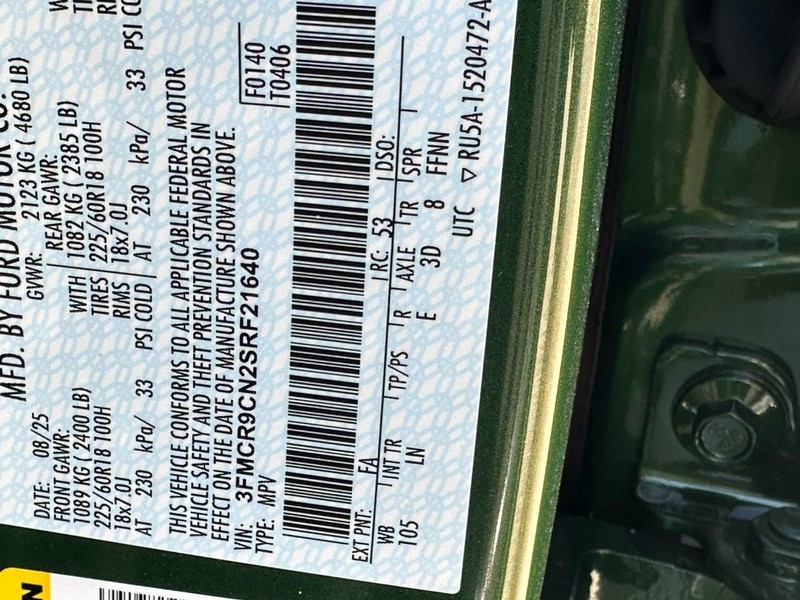 MFD. BY FORD MOTOR CO.
DATE: 08/25 GVWR: 2123 KG ( 4680 LB)
FRONT GAWR: REAR GAWR:
1089 KG ( 2400 LB) WITH 1082 KG ( 2385 LB)
225/60R18 100H TIRES 225/60R18 100H
18x7.0J RIMS 18x7.0J
AT 230 kPa/ 33 PSI COLD AT 230 kPa/ 33 PSI CO
THIS VEHICLE CONFORMS TO ALL APPLICABLE FEDERAL MOTOR
VEHICLE SAFETY AND THEFT PREVENTION STANDARDS IN
EFFECT ON THE DATE OF MANUFACTURE SHOWN ABOVE.
VIN: 3FMCR9CN2SRF21640
TYPE: MPV
F0140
T0406
EXT PNT: FA RC: 53 DSO:
WB INT TR TP/PS R AXLE TR SPR
105 LN E 3D 8 FFNN
UTC ▽ RU5A-1520472-A